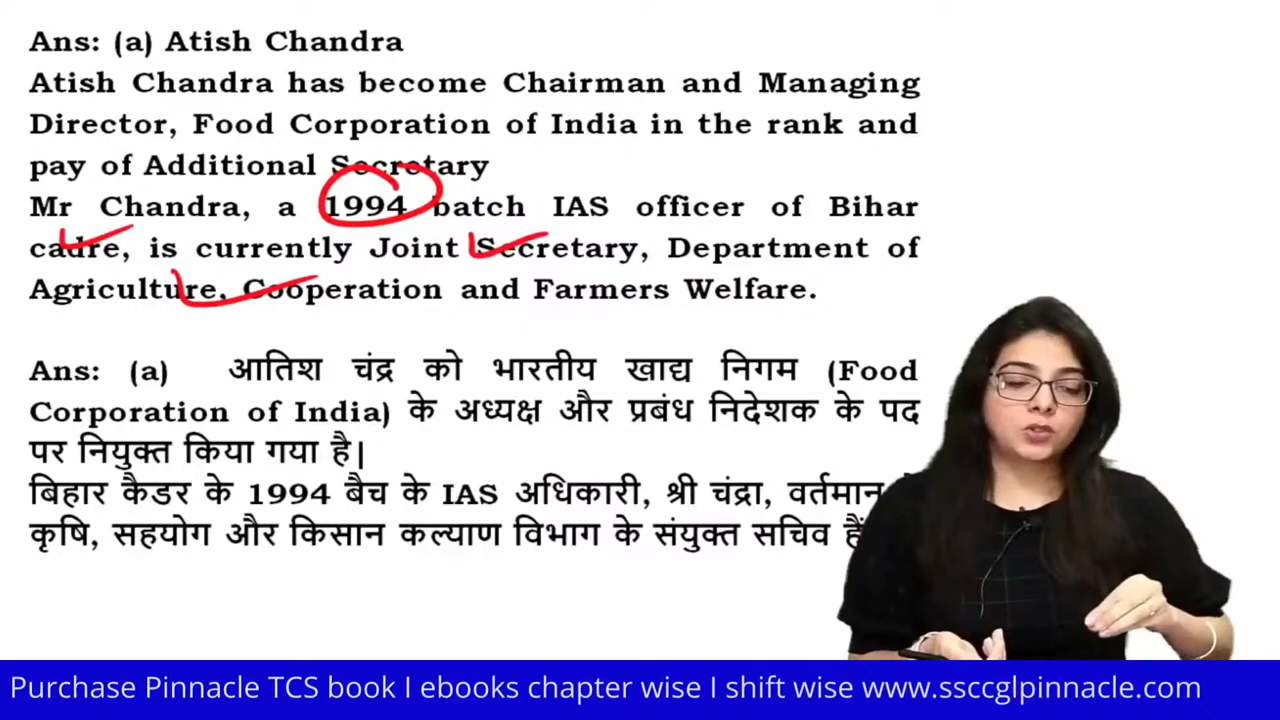 Ans: (a) Atish Chandra
Atish Chandra has become Chairman and Managing
Director, Food Corporation of India in the rank and
pay of Additional Secretary
Mr Chandra, a 1994 batch IAS officer of Bihar
cadre, is currently Joint Secretary, Department of
Agriculture, Cooperation and Farmers Welfare.
Ans: (a) आतिश चंद्र को भारतीय खाद्य निगम (Food
Corporation of India) के अध्यक्ष और प्रबंध निदेशक के पद
पर नियुक्त किया गया है|
बिहार कैडर के 1994 बैच के IAS अधिकारी, श्री चंद्रा, वर्तमान
कृषि, सहयोग और किसान कल्याण विभाग के संयुक्त सचिव हैं
Purchase Pinnacle TCS book I ebooks chapter wise I shift wise www.ssccglpinnacle.com